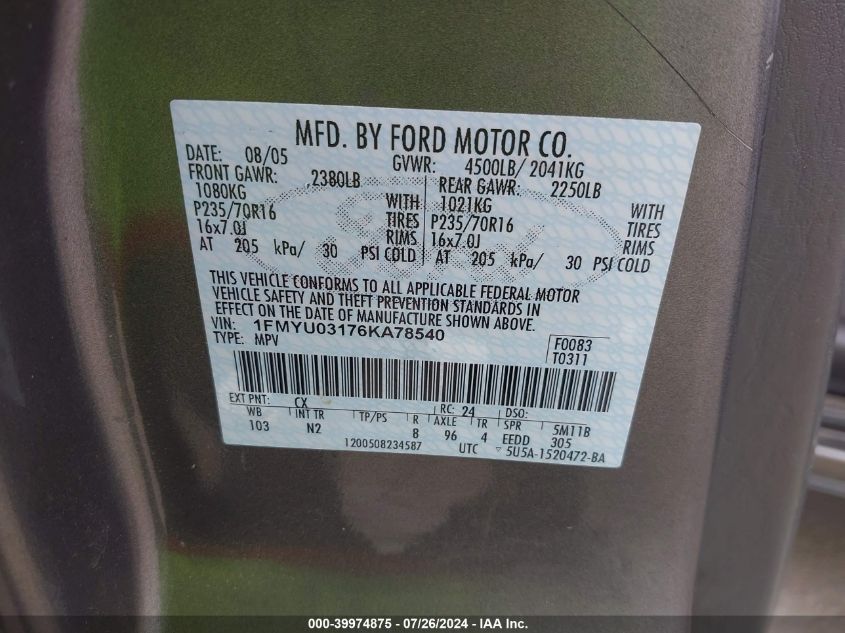 MFD. BY FORD MOTOR CO.
DATE: 08/05 GVWR: 4500LB/ 2041KG
FRONT GAWR: 2380LB REAR GAWR: 2250LB
1080KG WITH 1021KG WITH
P235/70R16 TIRES P235/70R16 TIRES
16x7.0J RIMS 16x7.0J RIMS
AT 205 kPa/ 30 PSI COLD AT 205 kPa/ 30 PSI COLD
THIS VEHICLE CONFORMS TO ALL APPLICABLE FEDERAL MOTOR
VEHICLE SAFETY AND THEFT PREVENTION STANDARDS IN
EFFECT ON THE DATE OF MANUFACTURE SHOWN ABOVE.
VIN: 1FMYU03176KA78540 F0083
TYPE: MPV T0311
EXT PNT: CX RC: 24 DSO:
WB INT TR TP/PS R AXLE TR SPR 5M11B
103 N2 8 96 4 EEDD 305
1200508234587 UTC ▽ 5U5A-1520472-BA
Ford
000-39974875 - 07/26/2024 - IAA Inc.